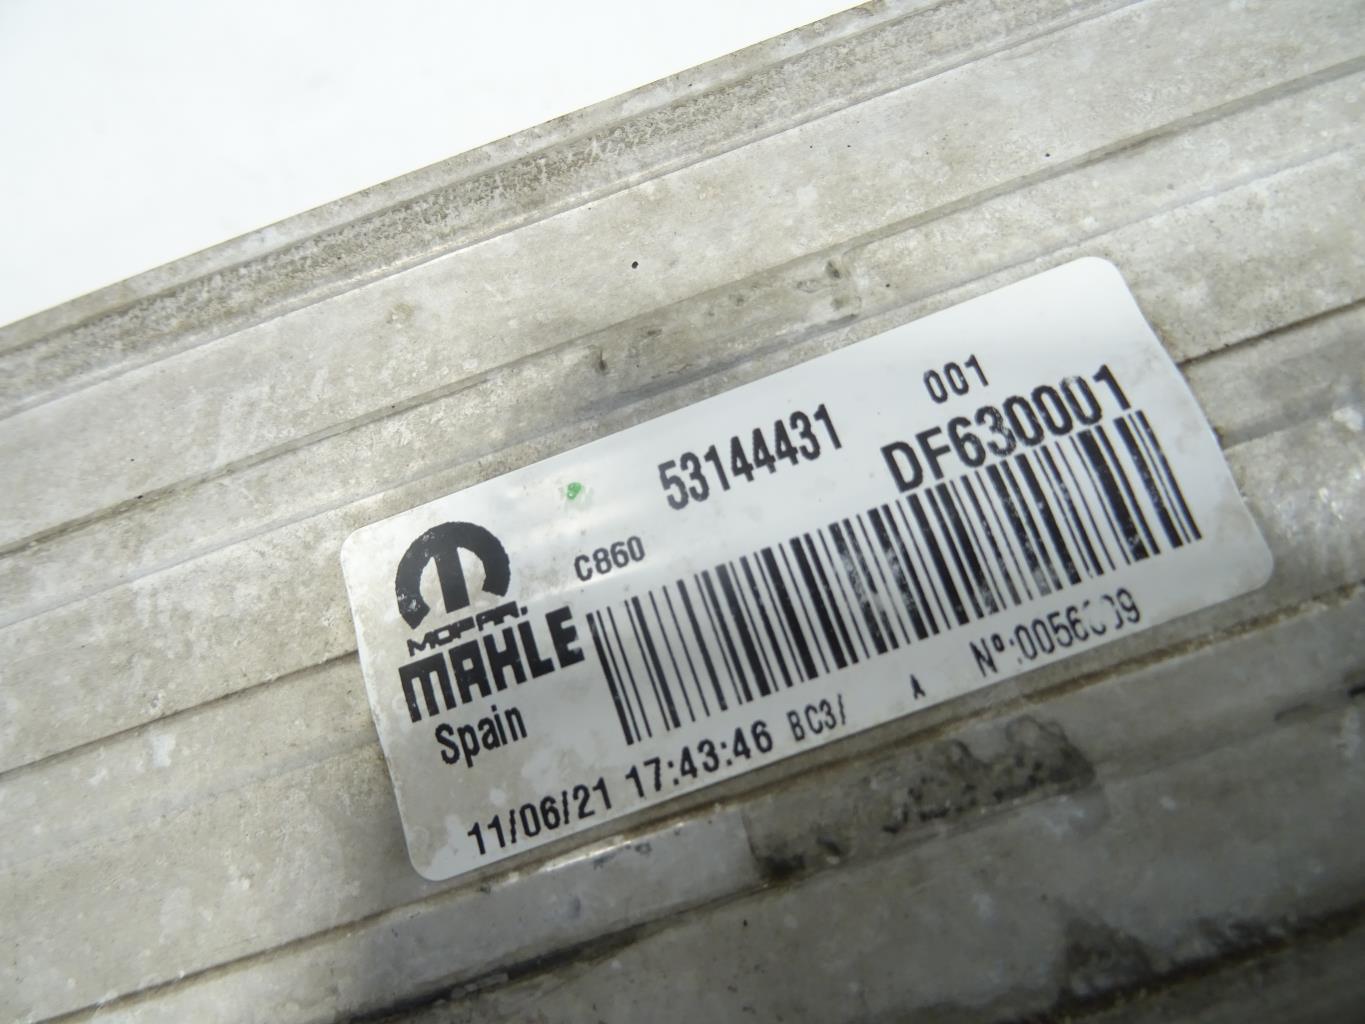 001
53144431 DF630001
C860
MOPAR
MAHLE
Spain
11/06/21 17:43:46 BC3/ A